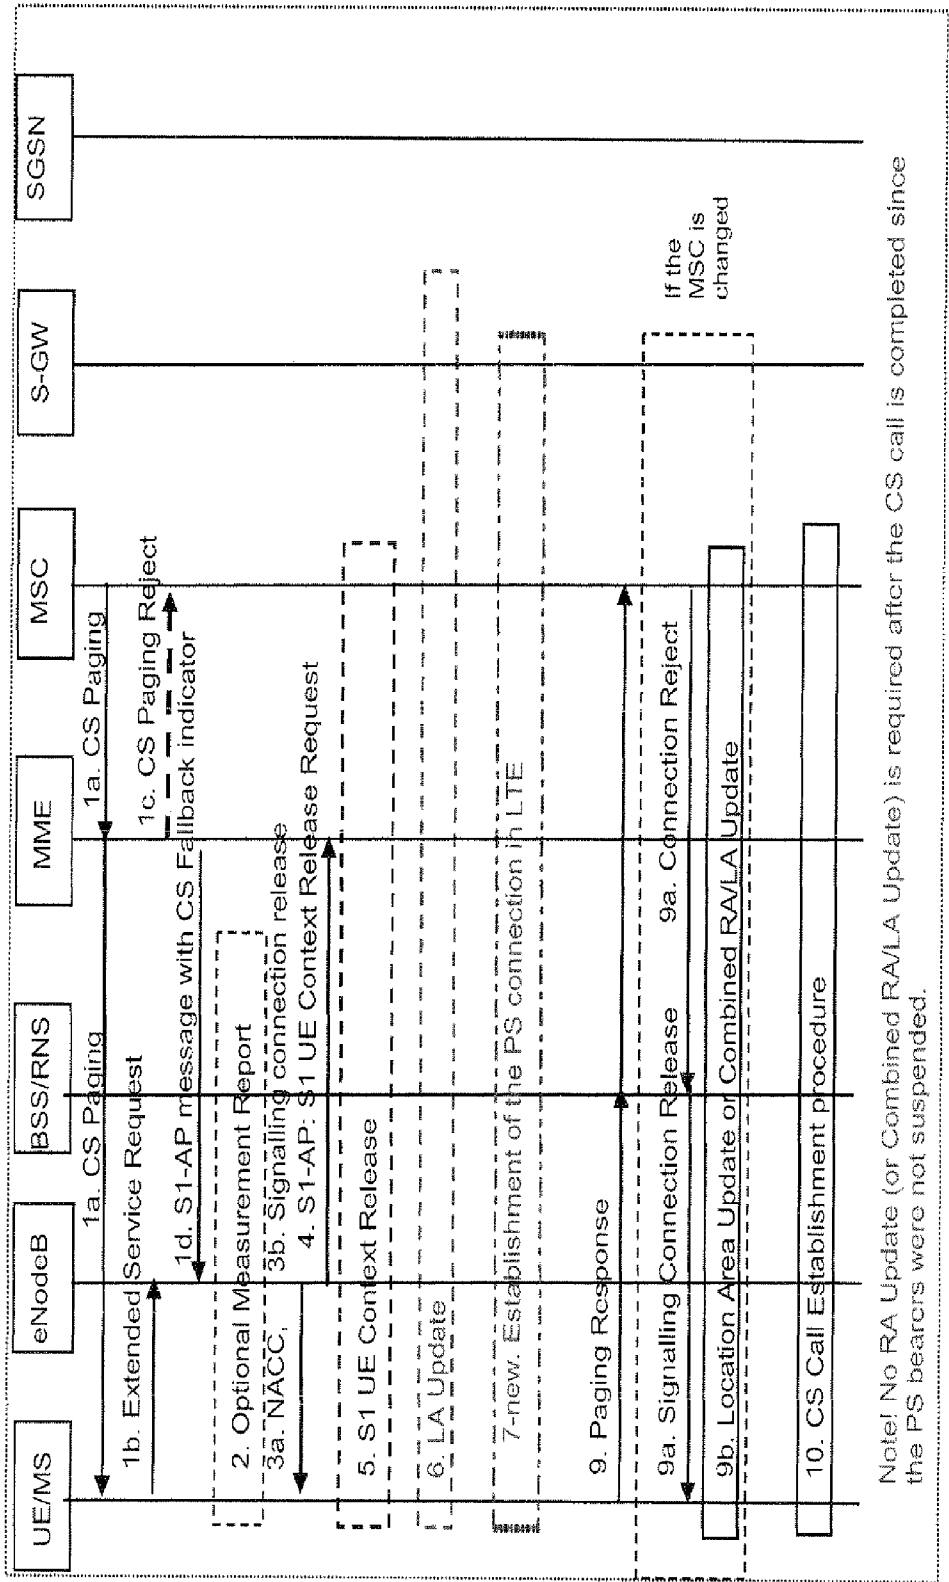 UE/MS
eNodeB
BSS/RNS
MME
MSC
S-GW
SGSN
1a. CS Paging
1a. CS Paging
1b. Extended Service Request
1c. CS Paging Reject
1d. S1-AP message with CS Fallback indicator
2. Optional Measurement Report
3a. NACC,
3b. Signalling connection release
4. S1-AP: S1 UE Context Release Request
5. S1 UE Context Release
6. LA Update
7-new. Establishment of the PS connection in LTE
9. Paging Response
9a. Signalling Connection Release
9a. Connection Reject
If the
MSC is
changed
9b. Location Area Update or Combined RA/LA Update
10. CS Call Establishment procedure
Note! No RA Update (or Combined RA/LA Update) is required after the CS call is completed since
the PS bearers were not suspended.